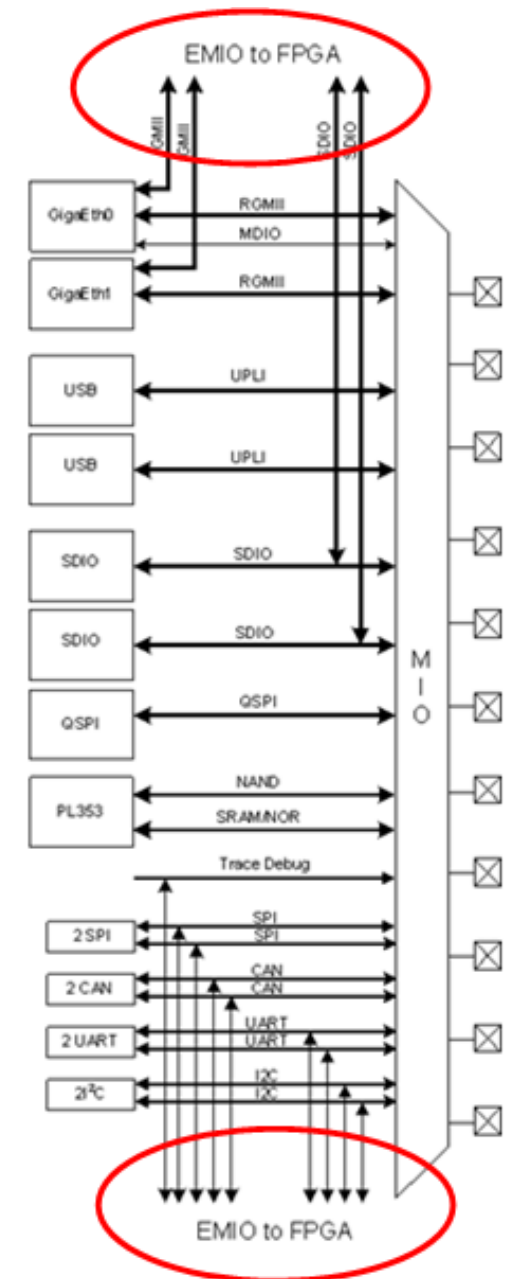 EMIO to FPGA
GMII
GMII
SDIO
SDIO
GigaEth0
RGMII
MDIO
GigaEth1
RGMII
USB
UPLI
USB
UPLI
SDIO
SDIO
SDIO
SDIO
M
I
O
QSPI
QSPI
PL353
NAND
SRAM/NOR
Trace Debug
2 SPI
SPI
SPI
2 CAN
CAN
CAN
2 UART
UART
UART
2I²C
I2C
I2C
EMIO to FPGA